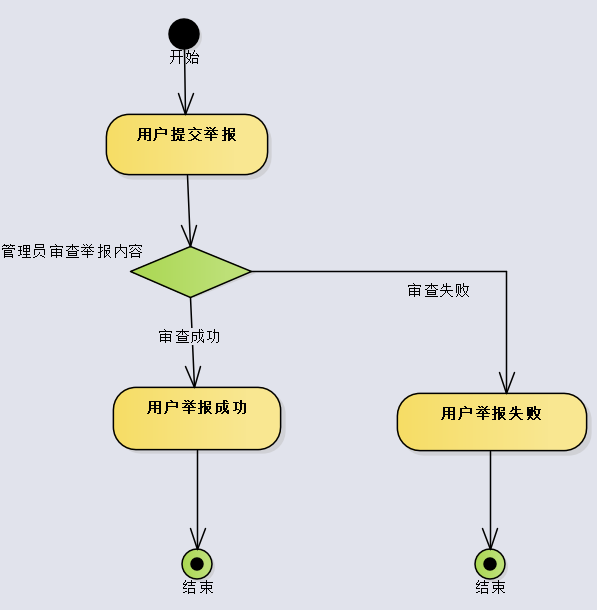 开始
用户提交举报
管理员审查举报内容
审查失败
审查成功
用户举报成功
用户举报失败
结束
结束